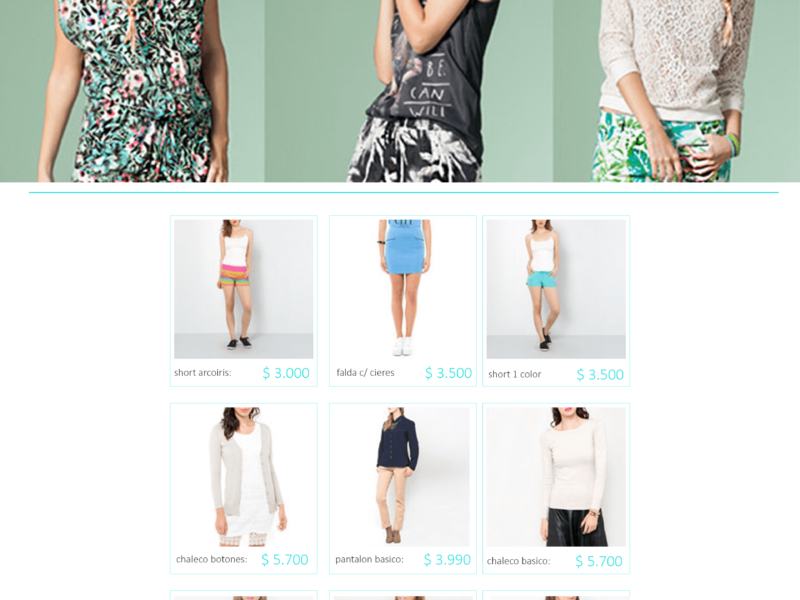 BE.
CAN
WILL
short arcoiris:
$ 3.000
falda c/ cieres
$ 3.500
short 1 color
$ 3.500
chaleco botones:
$ 5.700
pantalon basico:
$ 3.990
chaleco basico:
$ 5.700